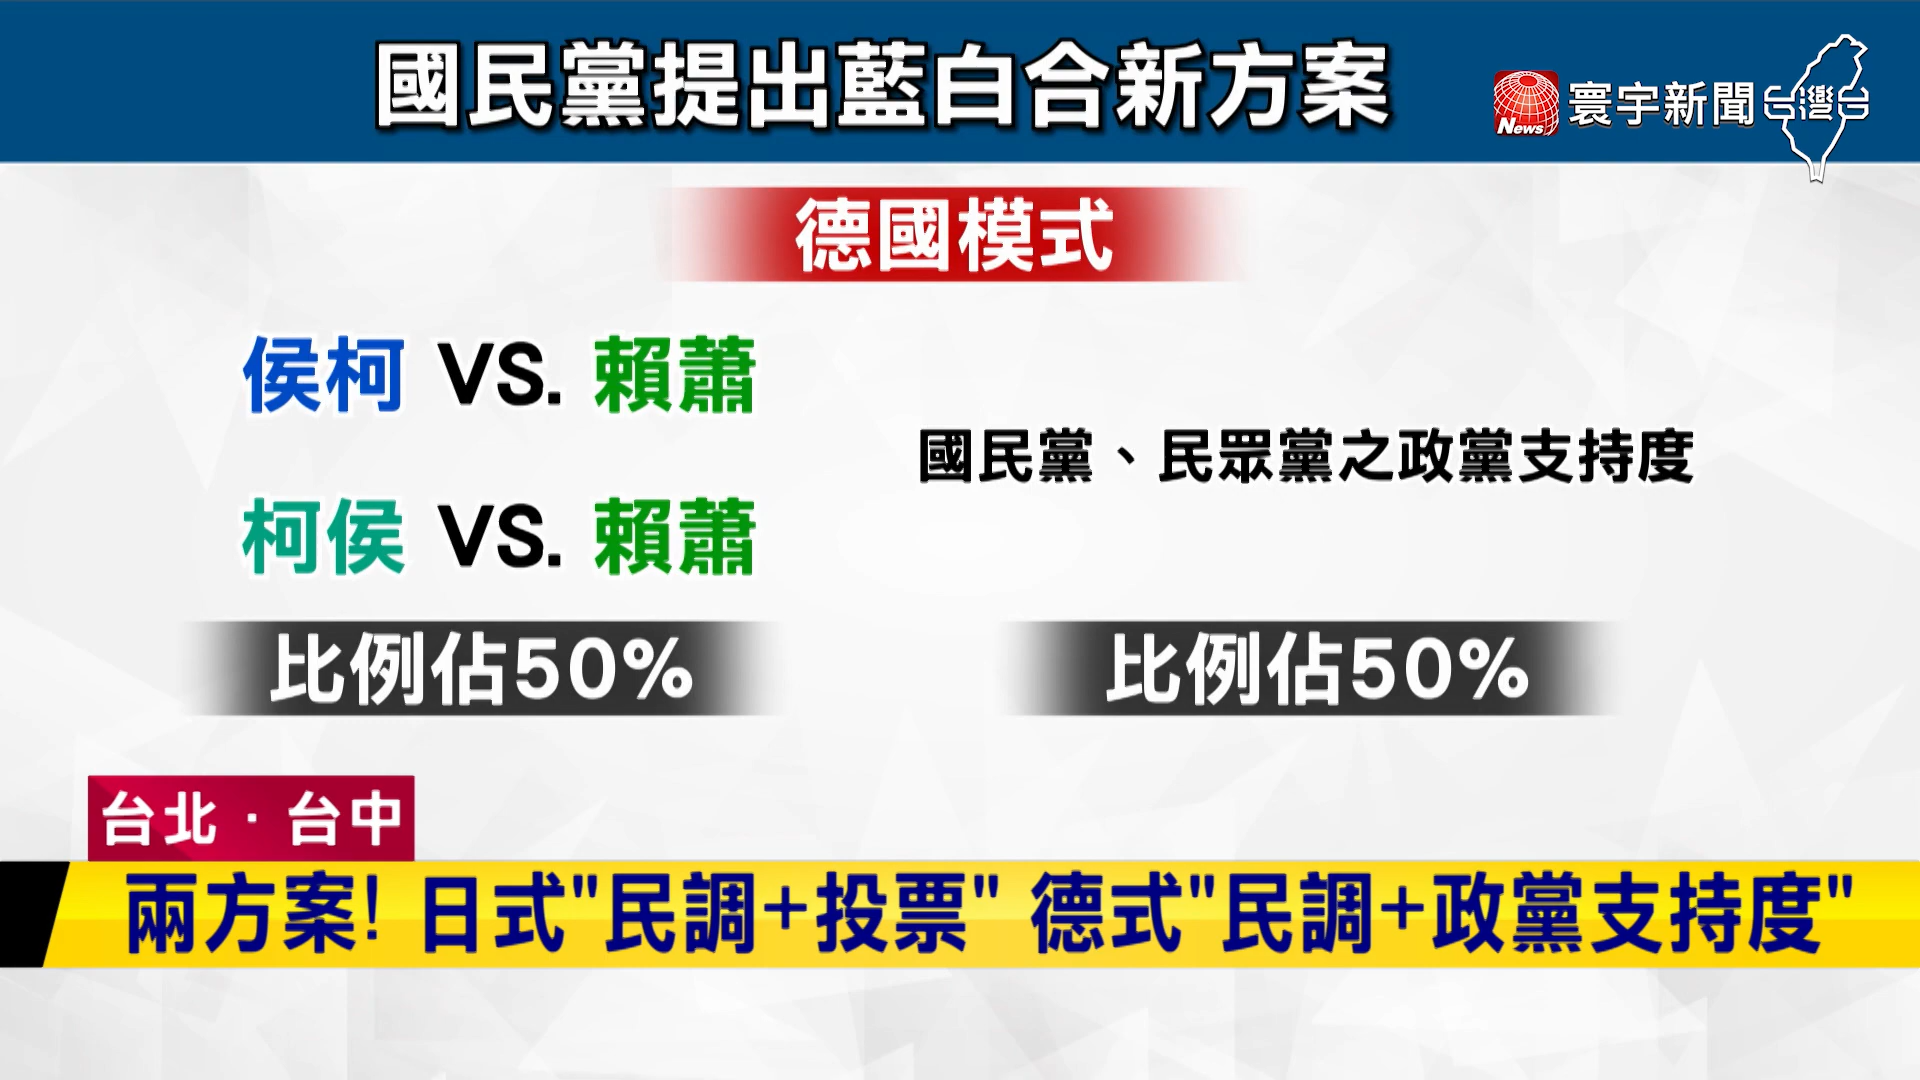 國民黨提出藍白合新方案
News 寰宇新聞 台灣台
德國模式
侯柯 VS. 賴蕭
國民黨、民眾黨之政黨支持度
柯侯 VS. 賴蕭
比例佔50%
比例佔50%
台北·台中
兩方案! 日式"民調+投票" 德式"民調+政黨支持度"